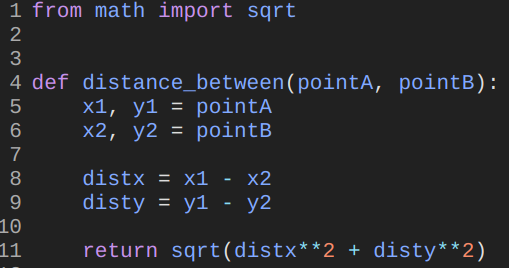 1 from math import sqrt
2
3
4 def distance_between(pointA, pointB):
5     x1, y1 = pointA
6     x2, y2 = pointB
7
8     distx = x1 - x2
9     disty = y1 - y2
10
11     return sqrt(distx**2 + disty**2)